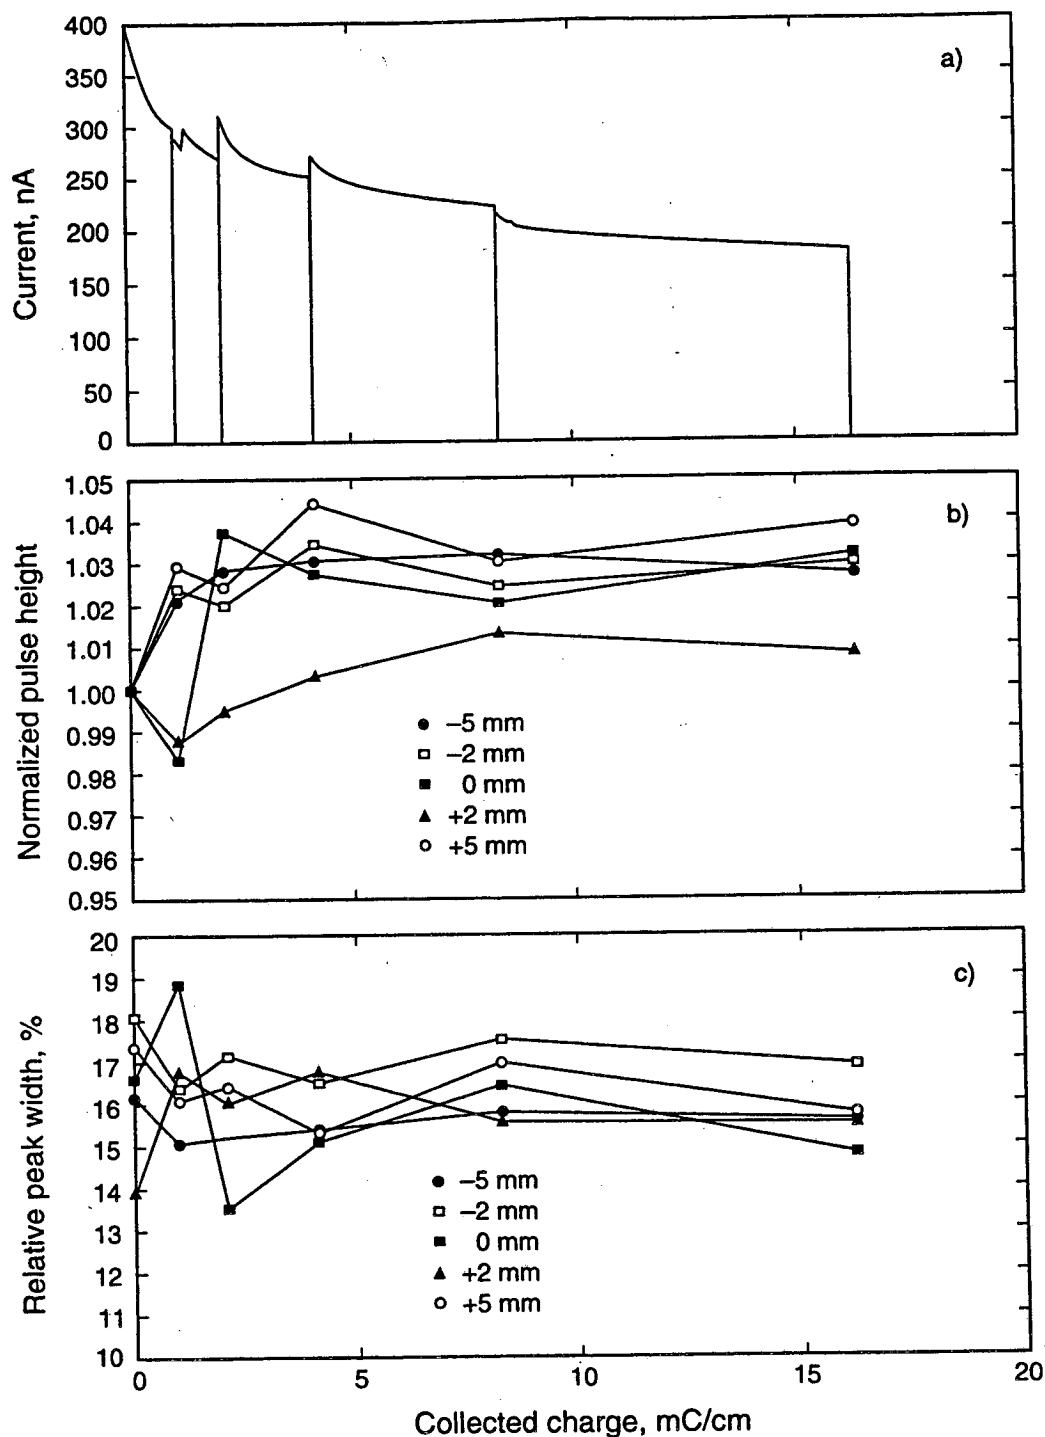 400
350
300
250
200
150
100
50
0
Current, nA
a)
1.05
1.04
1.03
1.02
1.01
1.00
0.99
0.98
0.97
0.96
0.95
Normalized pulse height
b)
–5 mm
–2 mm
0 mm
+2 mm
+5 mm
20
19
18
17
16
15
14
13
12
11
10
Relative peak width, %
c)
–5 mm
–2 mm
0 mm
+2 mm
+5 mm
0 5 10 15 20
Collected charge, mC/cm